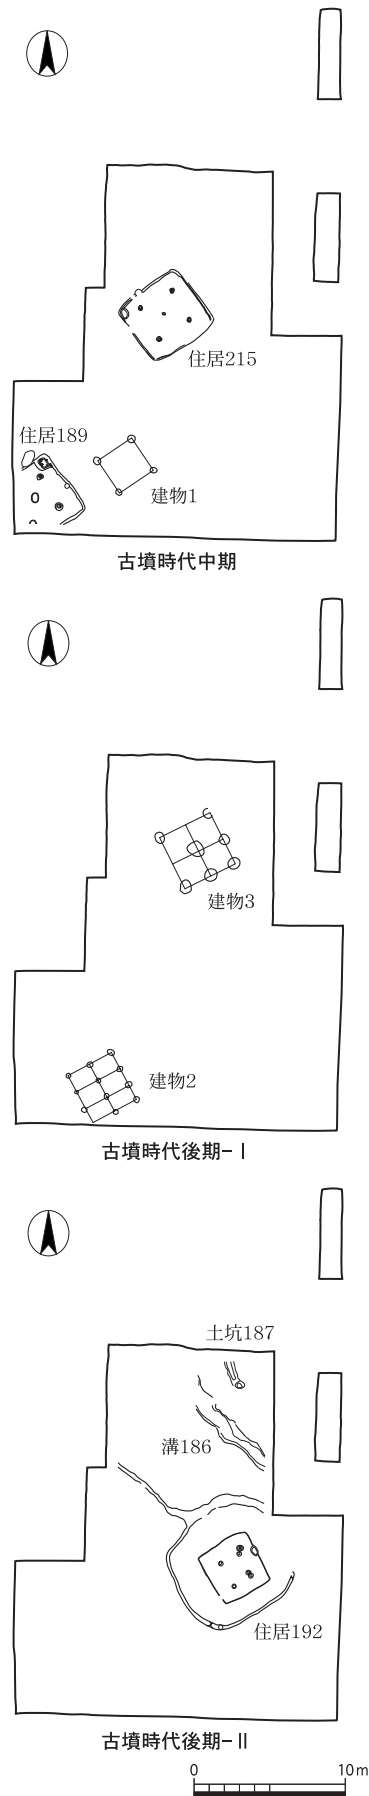 住居215
住居189
建物1
古墳時代中期
建物3
建物2
古墳時代後期−Ⅰ
土坑187
溝186
住居192
古墳時代後期−Ⅱ
0 10m